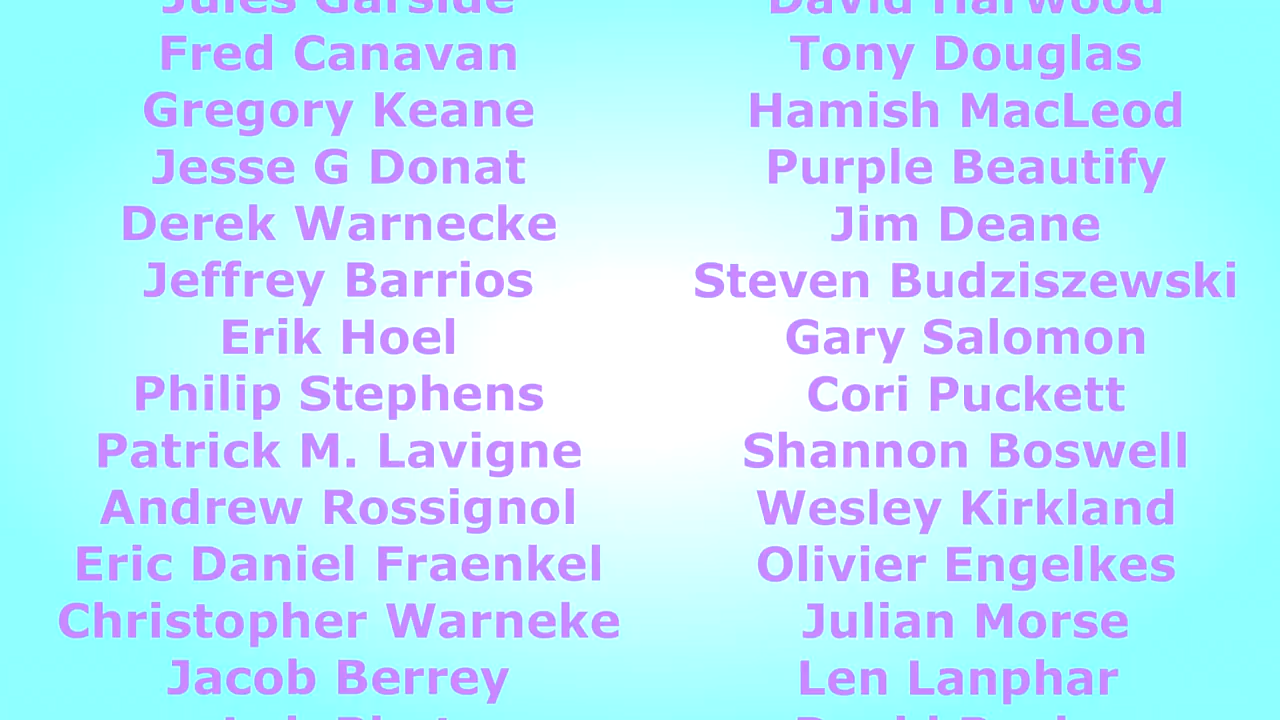 Jules Garside
Fred Canavan
Gregory Keane
Jesse G Donat
Derek Warnecke
Jeffrey Barrios
Erik Hoel
Philip Stephens
Patrick M. Lavigne
Andrew Rossignol
Eric Daniel Fraenkel
Christopher Warneke
Jacob Berrey
David Harwood
Tony Douglas
Hamish MacLeod
Purple Beautify
Jim Deane
Steven Budziszewski
Gary Salomon
Cori Puckett
Shannon Boswell
Wesley Kirkland
Olivier Engelkes
Julian Morse
Len Lanphar
David